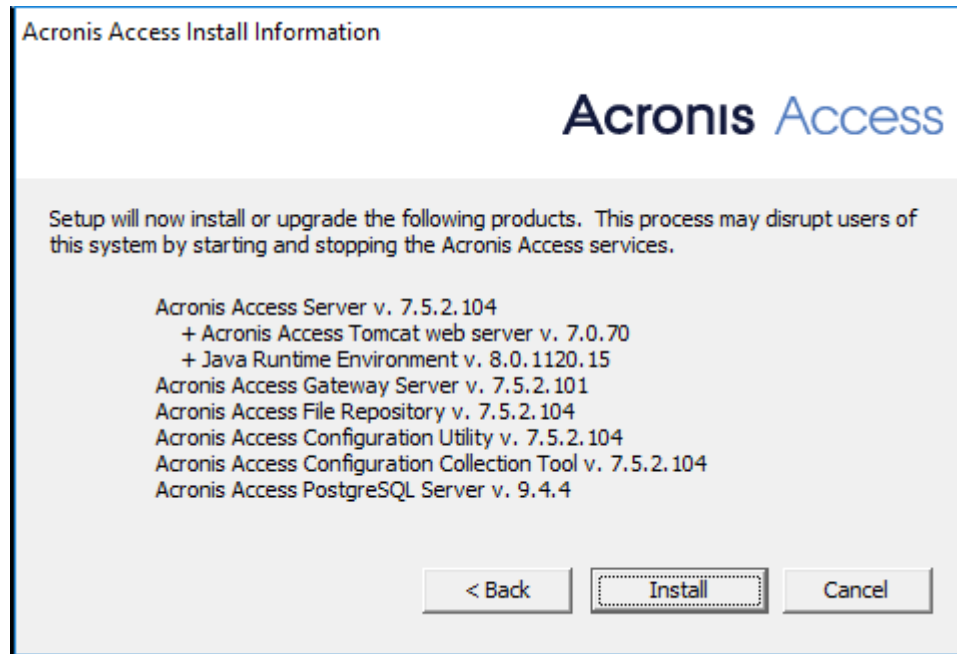 Acronis Access Install Information
Acronis Access
Setup will now install or upgrade the following products.  This process may disrupt users of
this system by starting and stopping the Acronis Access services.
Acronis Access Server v. 7.5.2.104
+ Acronis Access Tomcat web server v. 7.0.70
+ Java Runtime Environment v. 8.0.1120.15
Acronis Access Gateway Server v. 7.5.2.101
Acronis Access File Repository v. 7.5.2.104
Acronis Access Configuration Utility v. 7.5.2.104
Acronis Access Configuration Collection Tool v. 7.5.2.104
Acronis Access PostgreSQL Server v. 9.4.4
< Back Install Cancel